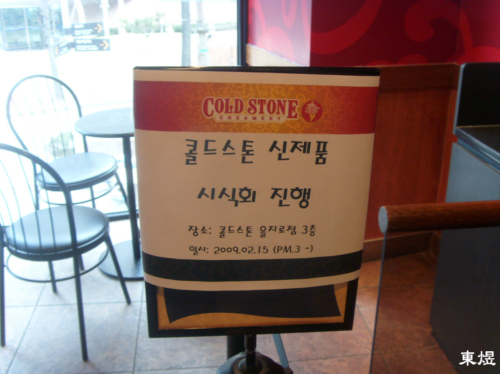 COLD STONE
CREAMERY
콜드스톤 신제품
시식회 진행
장소: 콜드스톤 을지로점 3층
일시: 2009.02.15 (PM.3 ~)
東煜